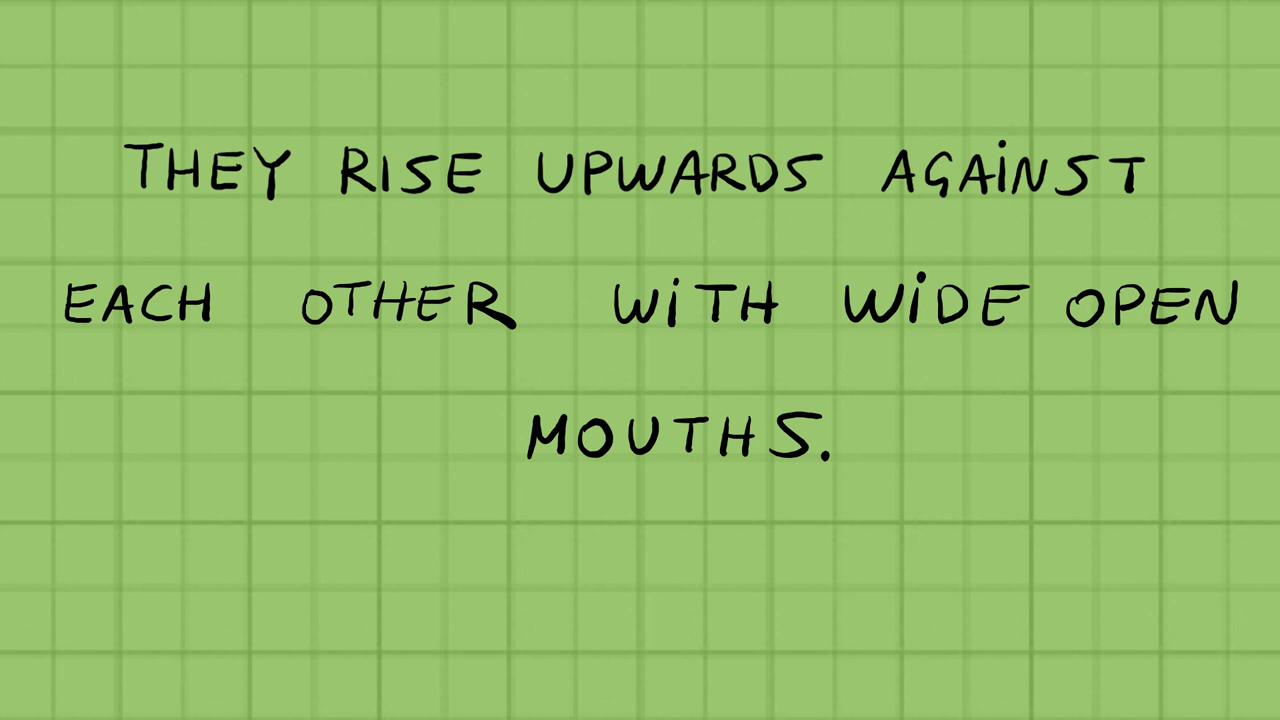 THEY RISE UPWARDS AGAINST
EACH OTHER WITH WIDE OPEN
MOUTHS.